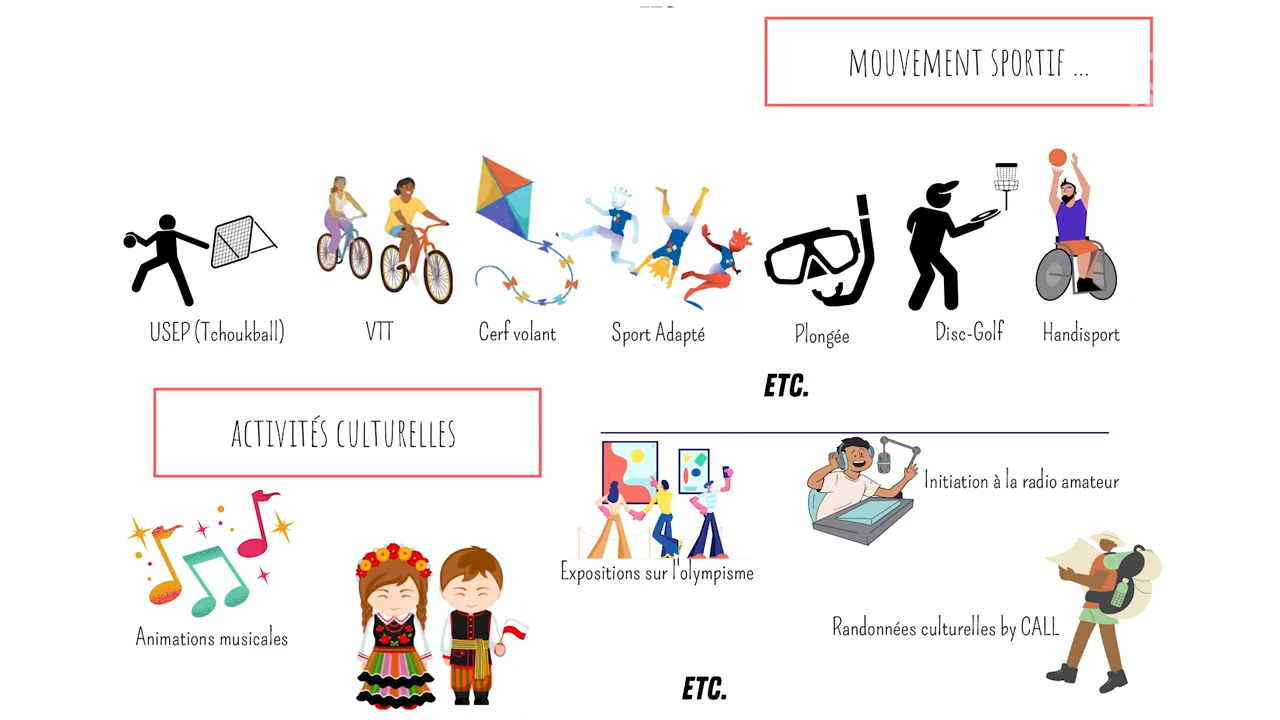 MOUVEMENT SPORTIF ...
USEP (Tchoukball)
VTT
Cerf volant
Sport Adapté
Plongée
Disc-Golf
Handisport
ETC.
ACTIVITÉS CULTURELLES
Initiation à la radio amateur
Expositions sur l'olympisme
Animations musicales
Randonnées culturelles by CALL
ETC.